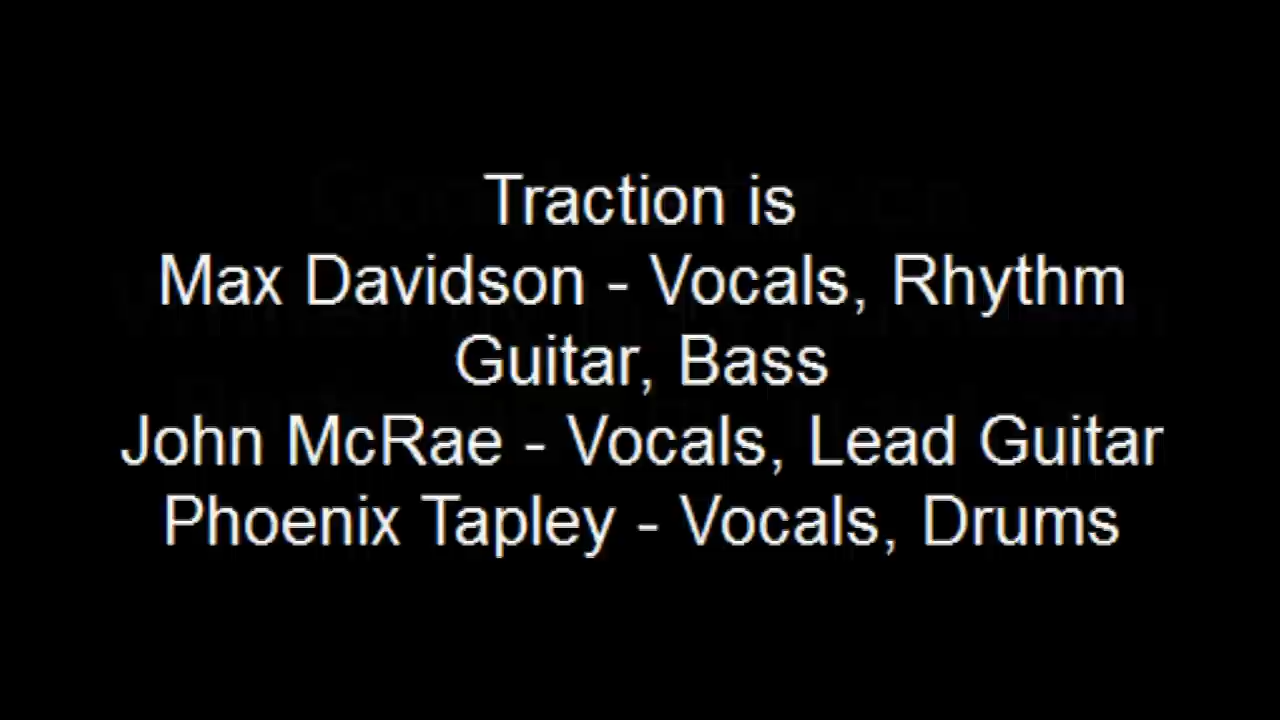 Traction is
Max Davidson - Vocals, Rhythm
Guitar, Bass
John McRae - Vocals, Lead Guitar
Phoenix Tapley - Vocals, Drums